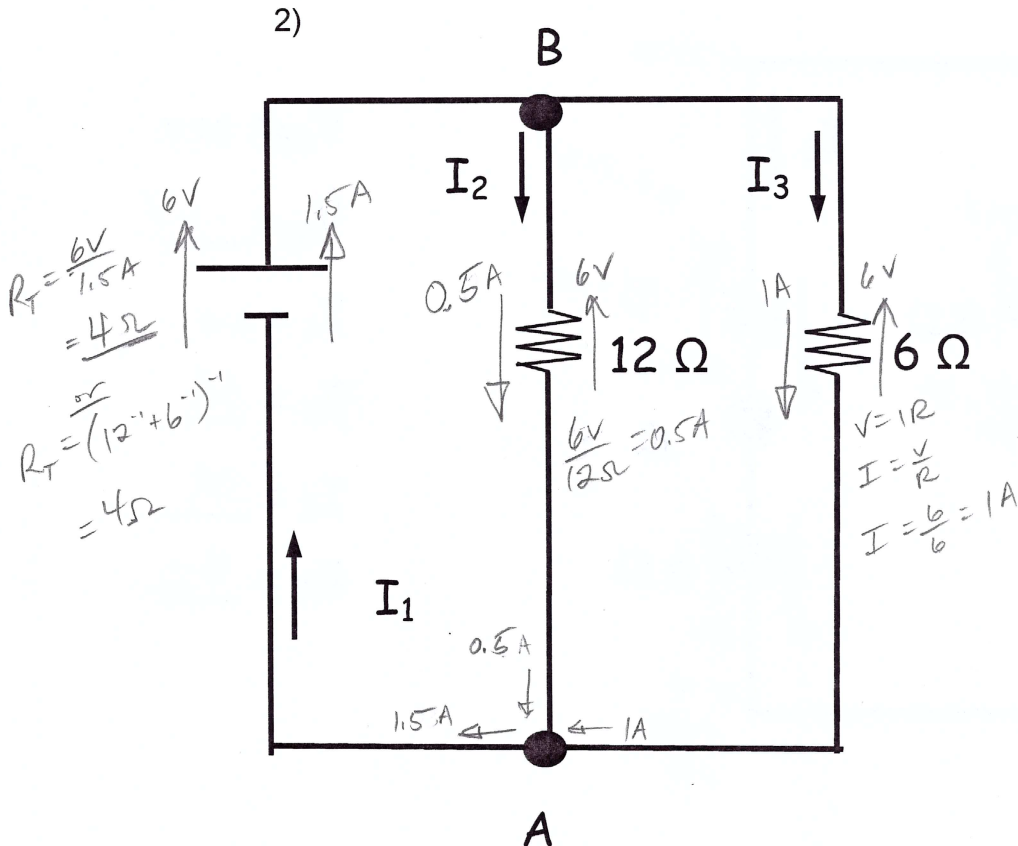 2)
B
I₂
I₃
6V
1.5A
R_T = 6V/1.5A
= 4Ω
or
R_T = (12⁻¹+6⁻¹)⁻¹
= 4Ω
0.5A
6V
12 Ω
6V/12Ω = 0.5A
1A
6V
6 Ω
V = IR
I = V/R
I = 6/6 = 1A
I₁
0.5A
1.5A
1A
A